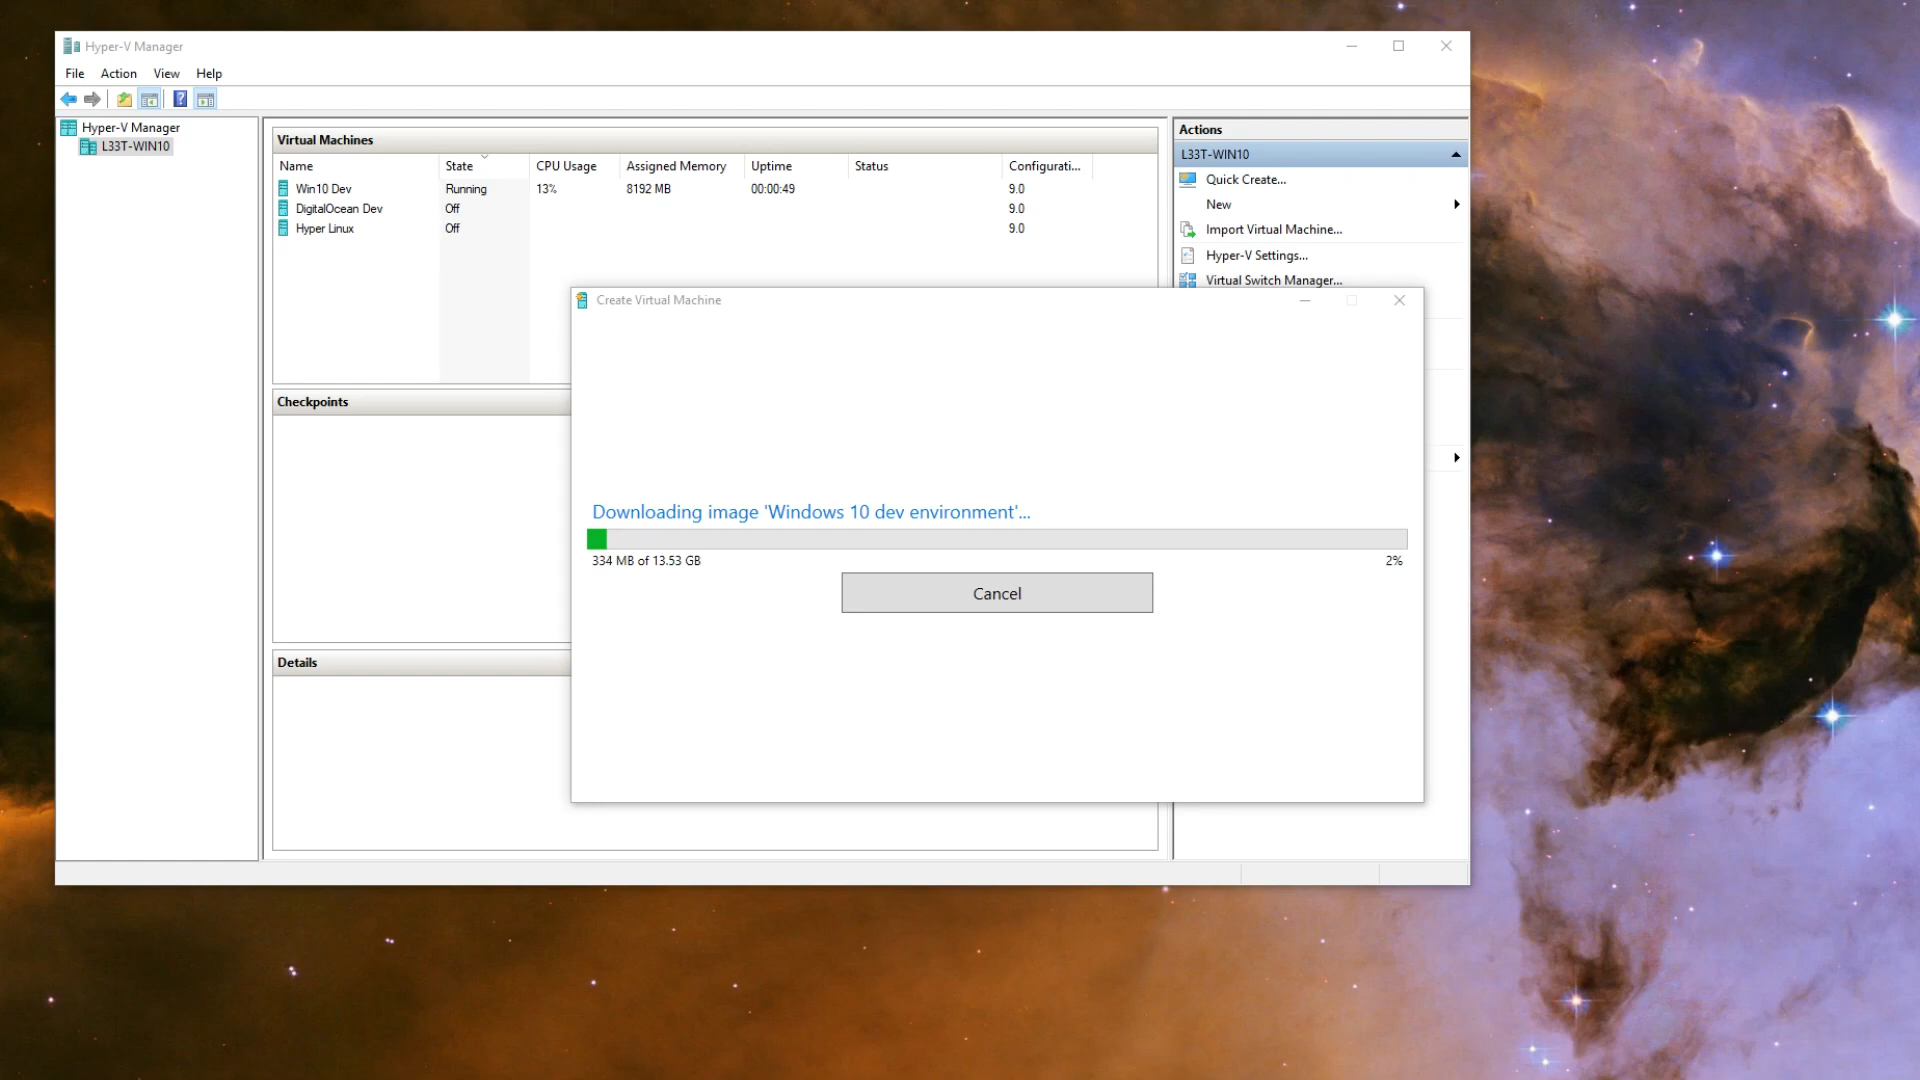 Hyper-V Manager
File Action View Help
Hyper-V Manager
L33T-WIN10
Virtual Machines
Name State CPU Usage Assigned Memory Uptime Status Configurati...
Win10 Dev Running 13% 8192 MB 00:00:49 9.0
DigitalOcean Dev Off 9.0
Hyper Linux Off 9.0
Checkpoints
Details
Actions
L33T-WIN10
Quick Create...
New
Import Virtual Machine...
Hyper-V Settings...
Virtual Switch Manager...
Create Virtual Machine
Downloading image 'Windows 10 dev environment'...
334 MB of 13.53 GB 2%
Cancel